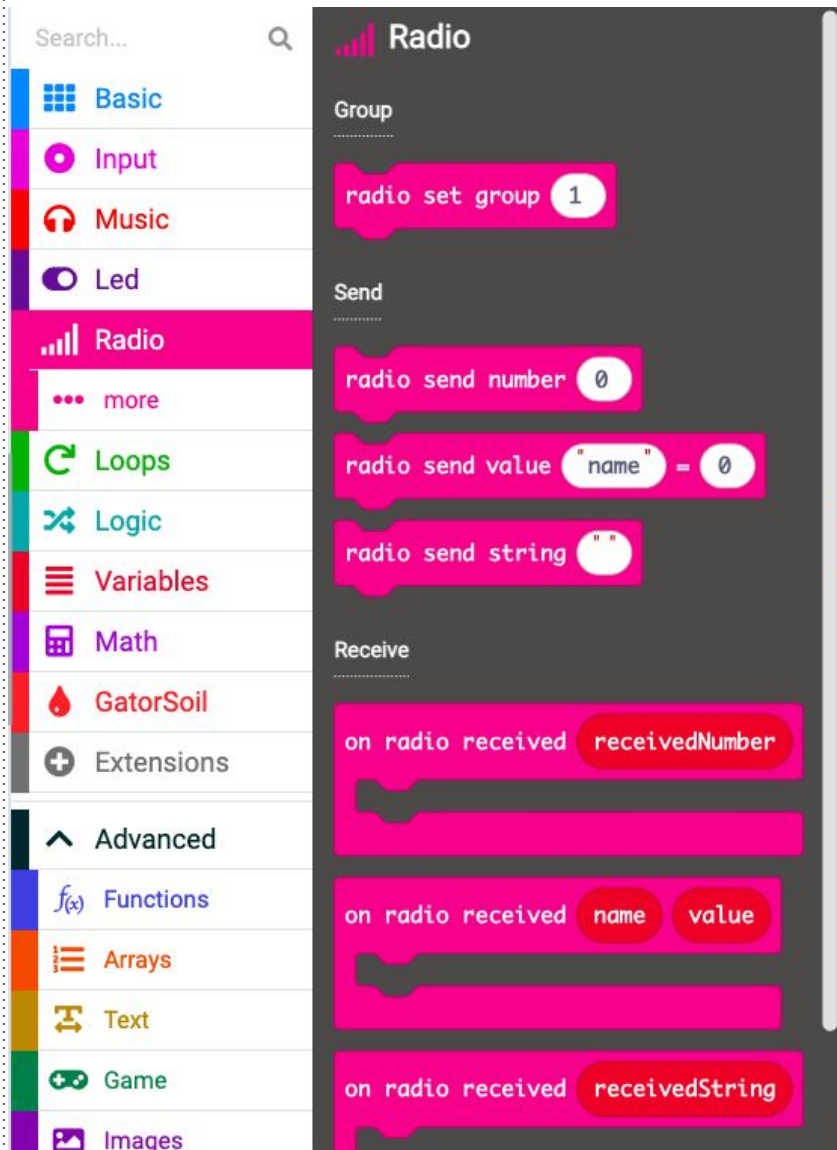 Search...
Basic
Input
Music
Led
Radio
more
Loops
Logic
Variables
Math
GatorSoil
Extensions
Advanced
f(x) Functions
Arrays
Text
Game
Images
Radio
Group
radio set group 1
Send
radio send number 0
radio send value "name" = 0
radio send string " "
Receive
on radio received receivedNumber
on radio received name value
on radio received receivedString